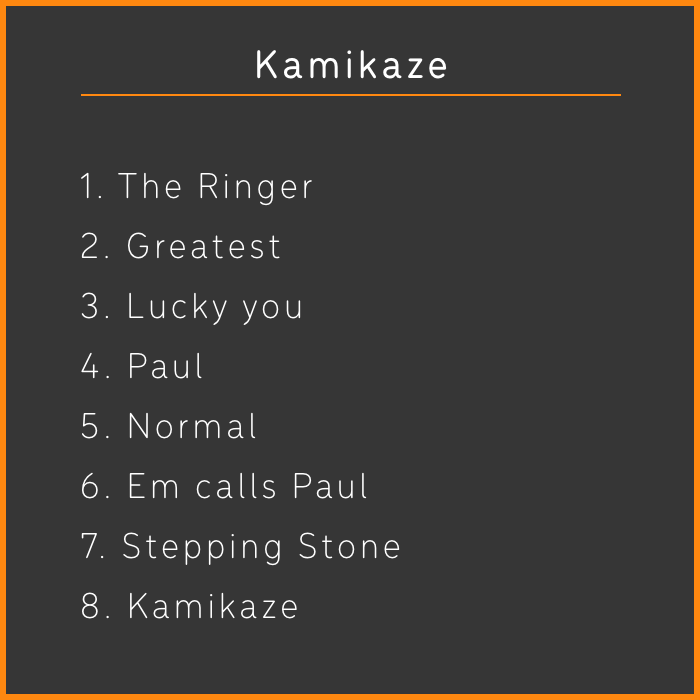 Kamikaze
1. The Ringer
2. Greatest
3. Lucky you
4. Paul
5. Normal
6. Em calls Paul
7. Stepping Stone
8. Kamikaze